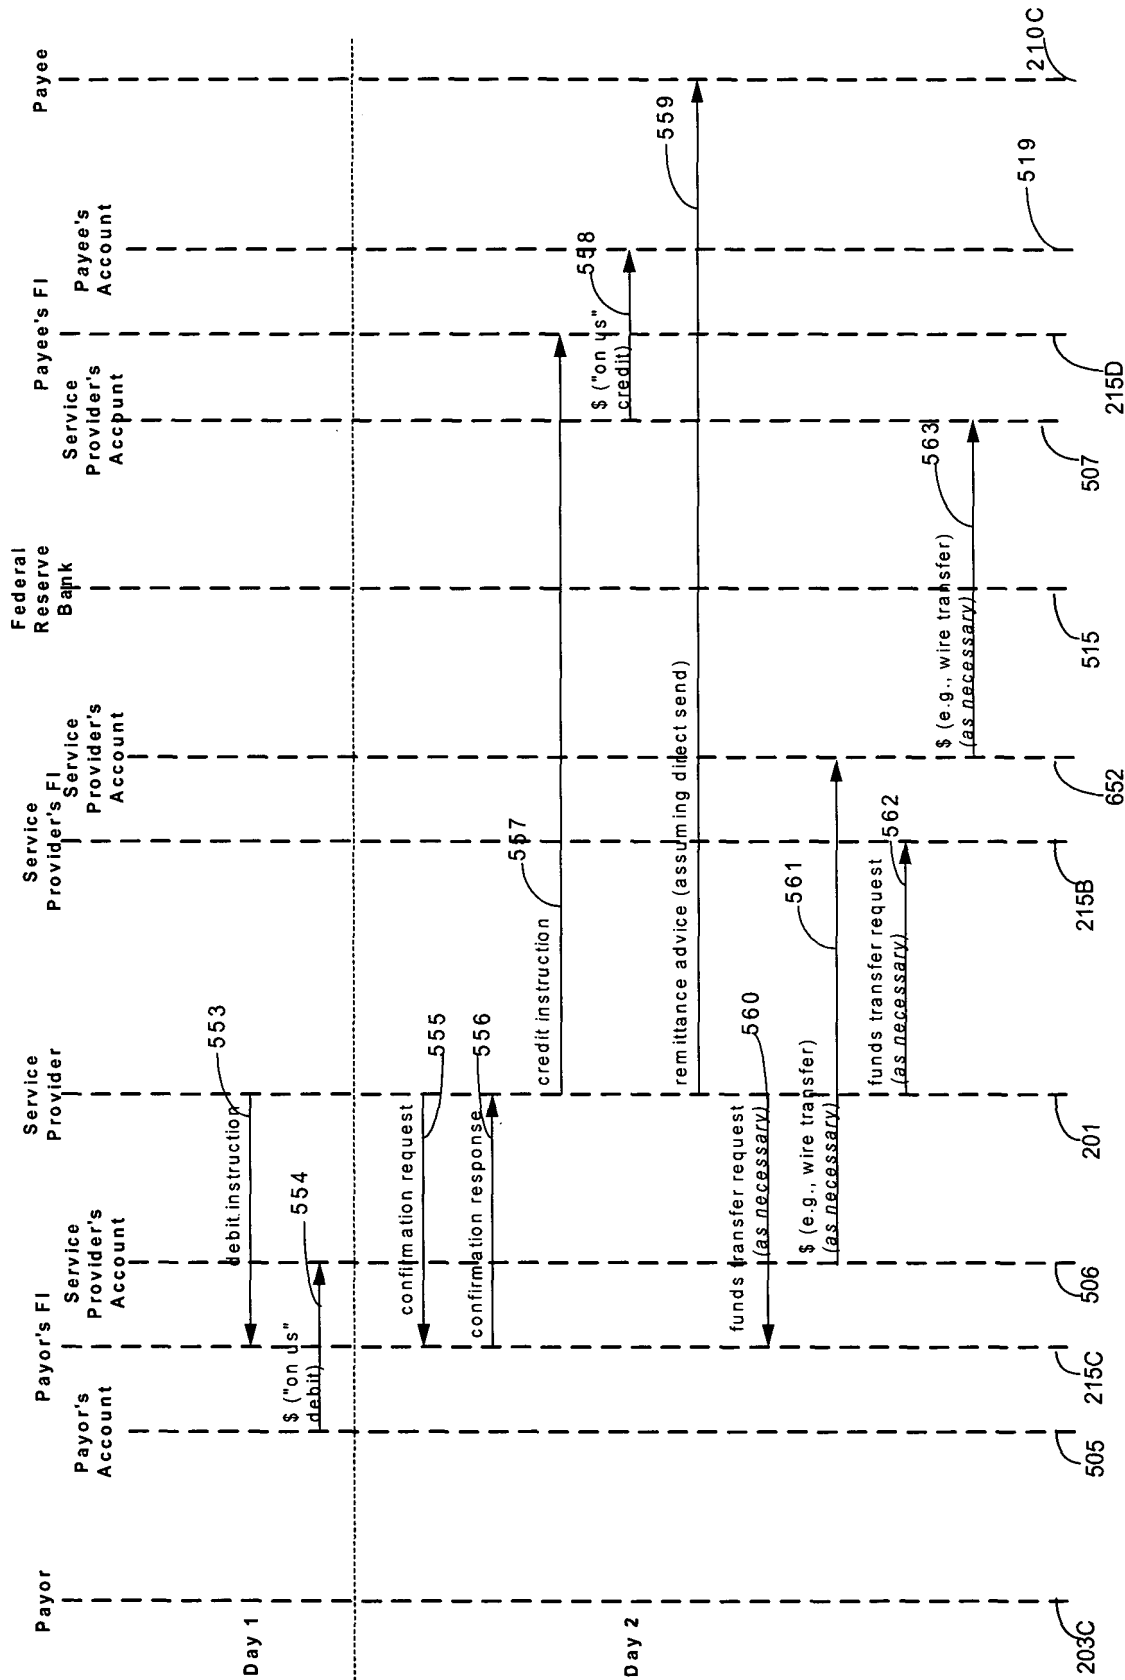 Payor
Payor's FI
Payor's
Account
Service
Provider's
Account
Service
Provider
Service
Provider's FI
Service
Provider's
Account
Federal
Reserve
Bank
Service
Provider's
Account
Payee's FI
Payee's
Account
Payee
Day 1
debit instruction
553
$ ("on us"
debit)
554
Day 2
confirmation request
555
confirmation response
556
credit instruction
557
$ ("on us"
credit)
558
remittance advice (assuming direct send)
559
funds transfer request
(as necessary)
560
$ (e.g., wire transfer)
(as necessary)
561
funds transfer request
(as necessary)
562
$ (e.g., wire transfer)
(as necessary)
563
203C
505
215C
506
201
215B
652
515
507
215D
519
210C